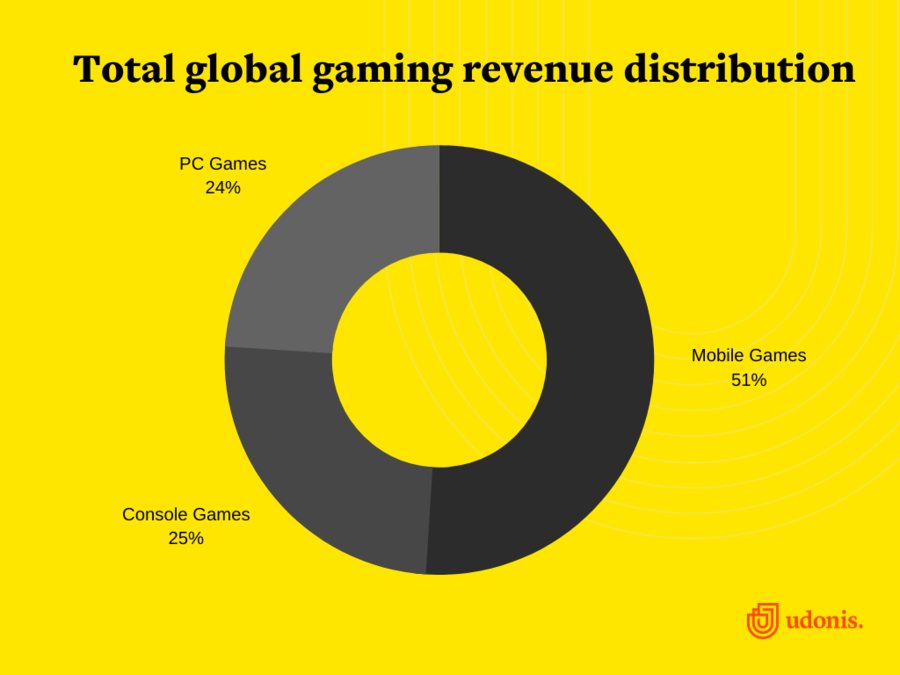 Total global gaming revenue distribution
PC Games
24%
Mobile Games
51%
Console Games
25%
udonis.